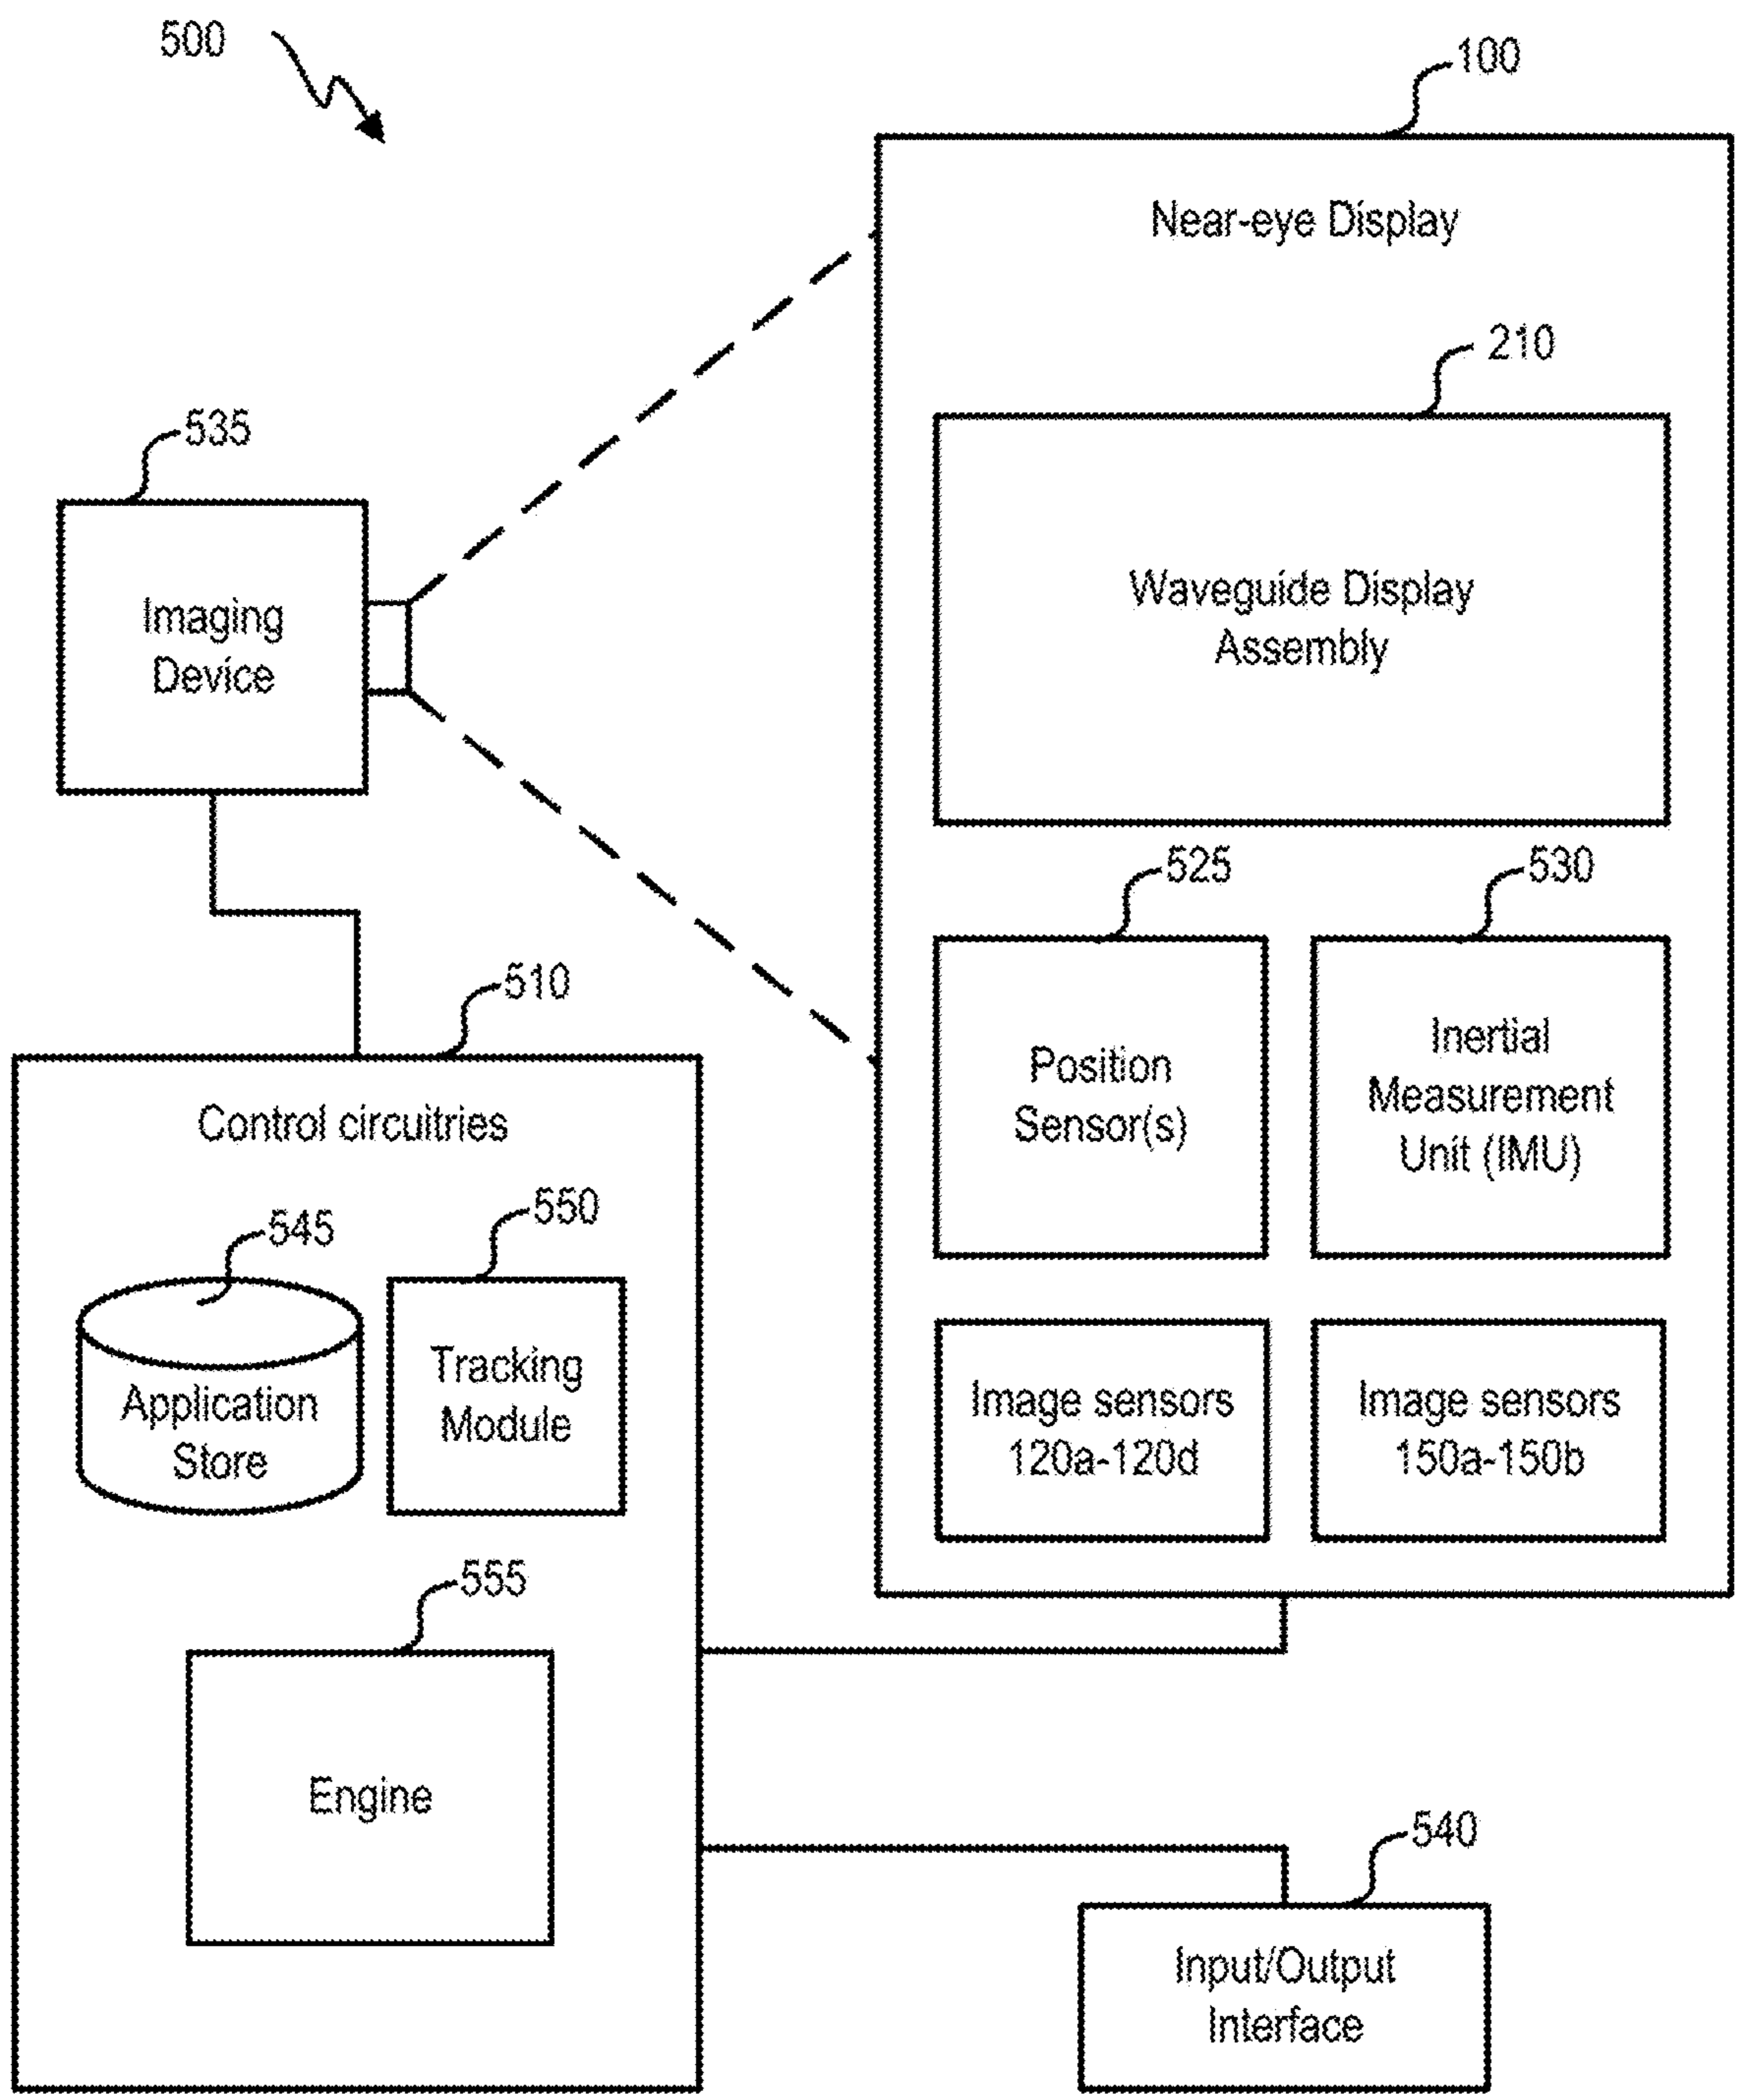 500
100
Near-eye Display
210
Waveguide Display
Assembly
535
Imaging
Device
525
530
Position
Sensor(s)
Inertial
Measurement
Unit (IMU)
Image sensors
120a-120d
Image sensors
150a-150b
510
Control circuitries
545
550
Application
Store
Tracking
Module
555
Engine
540
Input/Output
Interface